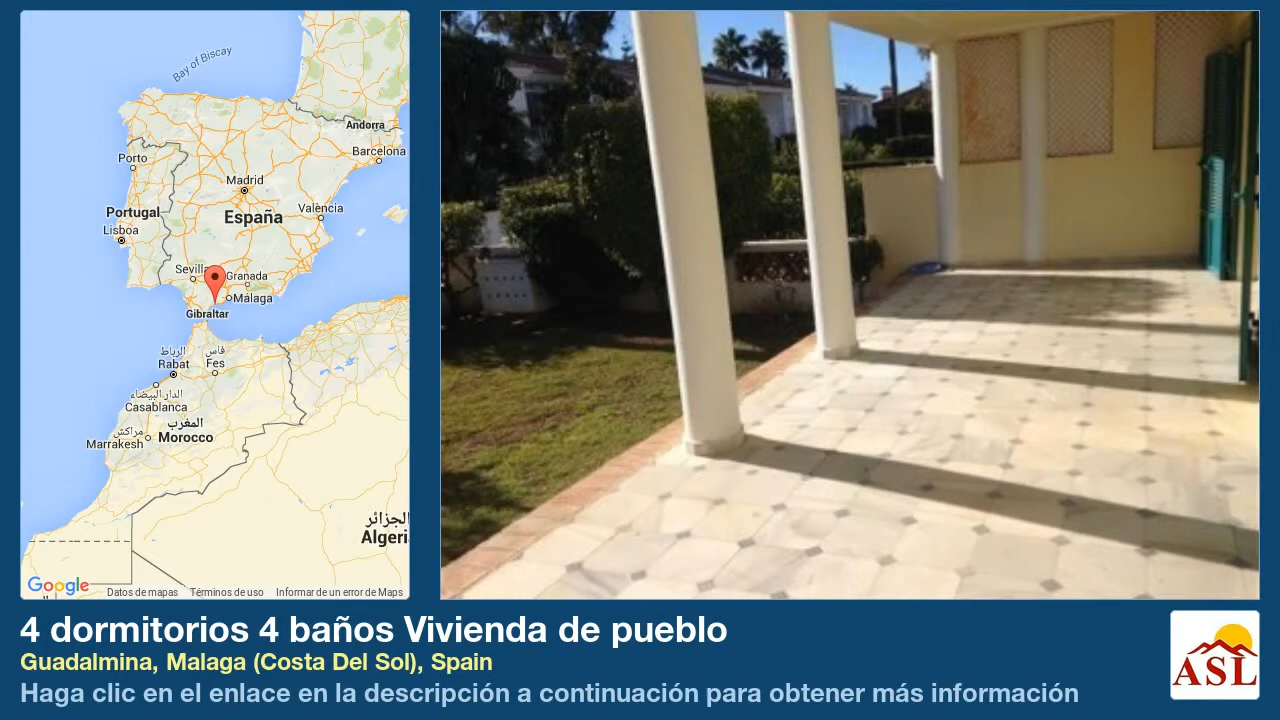 Bay of Biscay
Andorra
Barcelona
Porto
Madrid
Portugal
España
València
Lisboa
Sevilla
Granada
Málaga
Gibraltar
الرباط
Rabat
فاس
Fes
الدار البيضاء
Casablanca
المغرب
Morocco
مراكش
Marrakesh
الجزائر
Algeri
Google
Datos de mapas
Términos de uso
Informar de un error de Maps
4 dormitorios 4 baños Vivienda de pueblo
Guadalmina, Malaga (Costa Del Sol), Spain
Haga clic en el enlace en la descripción a continuación para obtener más información
ASL